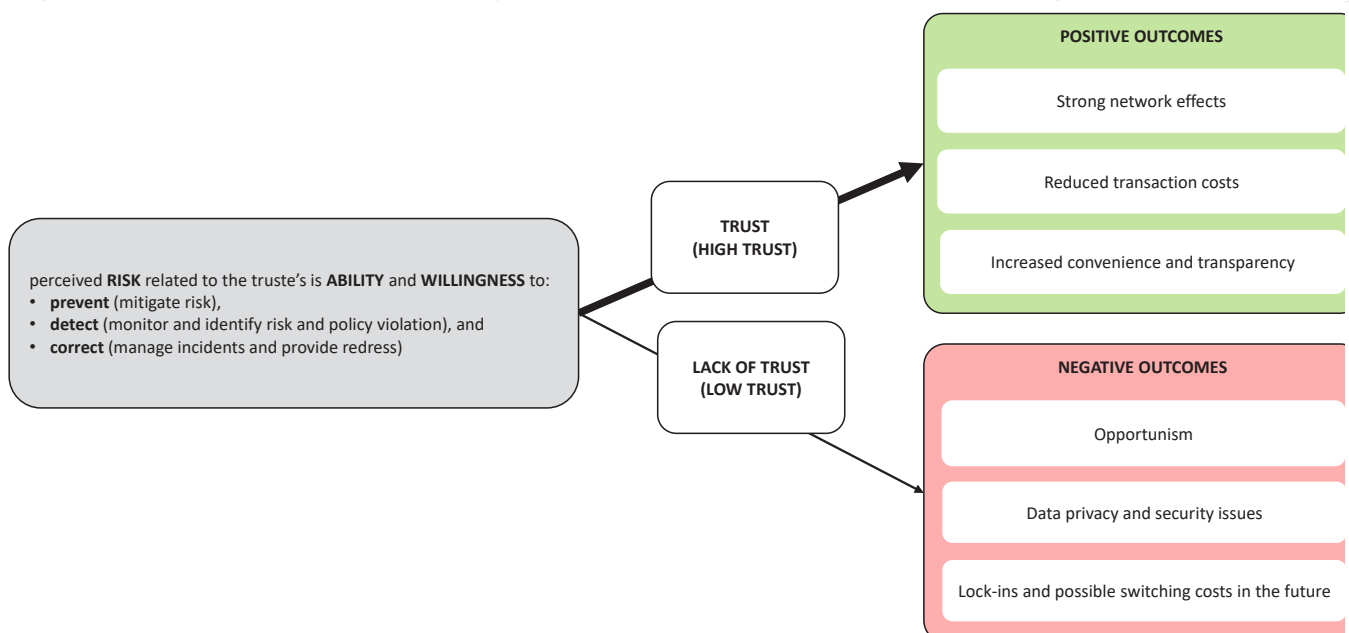 perceived RISK related to the truste's is ABILITY and WILLINGNESS to:
• prevent (mitigate risk),
• detect (monitor and identify risk and policy violation), and
• correct (manage incidents and provide redress)
TRUST
(HIGH TRUST)
LACK OF TRUST
(LOW TRUST)
POSITIVE OUTCOMES
Strong network effects
Reduced transaction costs
Increased convenience and transparency
NEGATIVE OUTCOMES
Opportunism
Data privacy and security issues
Lock-ins and possible switching costs in the future